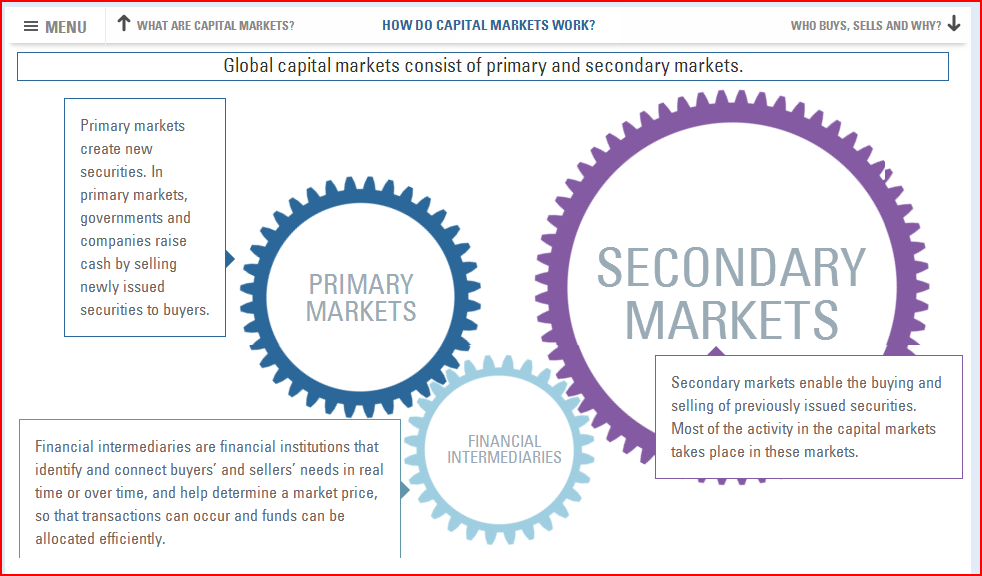 MENU
WHAT ARE CAPITAL MARKETS?
HOW DO CAPITAL MARKETS WORK?
WHO BUYS, SELLS AND WHY?
Global capital markets consist of primary and secondary markets.
Primary markets
create new
securities. In
primary markets,
governments and
companies raise
cash by selling
newly issued
securities to buyers.
PRIMARY
MARKETS
SECONDARY
MARKETS
Secondary markets enable the buying and
selling of previously issued securities.
Most of the activity in the capital markets
takes place in these markets.
FINANCIAL
INTERMEDIARIES
Financial intermediaries are financial institutions that
identify and connect buyers’ and sellers’ needs in real
time or over time, and help determine a market price,
so that transactions can occur and funds can be
allocated efficiently.